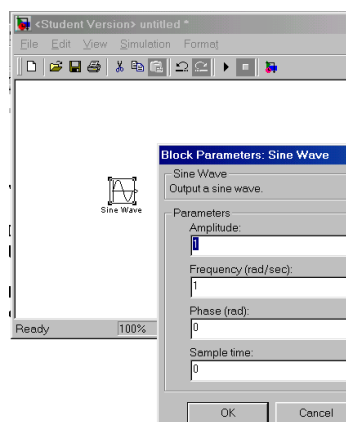 <Student Version> untitled *
File Edit View Simulation Format
Sine Wave
Ready 100%
Block Parameters: Sine Wave
Sine Wave
Output a sine wave.
Parameters
Amplitude:
1
Frequency (rad/sec):
1
Phase (rad):
0
Sample time:
0
OK Cancel